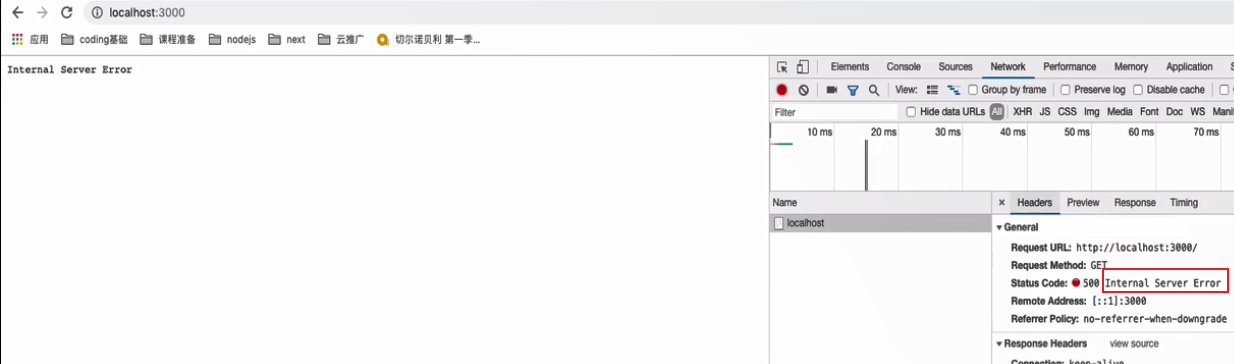 localhost:3000
应用 coding基础 课程准备 nodejs next 云推广 切尔诺贝利 第一季...
Internal Server Error
Elements Console Sources Network Performance Memory Application
View: Group by frame Preserve log Disable cache
Filter Hide data URLs All XHR JS CSS Img Media Font Doc WS Mani
10 ms 20 ms 30 ms 40 ms 50 ms 60 ms 70 ms
Name × Headers Preview Response Timing
localhost
General
Request URL: http://localhost:3000/
Request Method: GET
Status Code: 500 Internal Server Error
Remote Address: [::1]:3000
Referrer Policy: no-referrer-when-downgrade
Response Headers view source
Connection: keep-alive